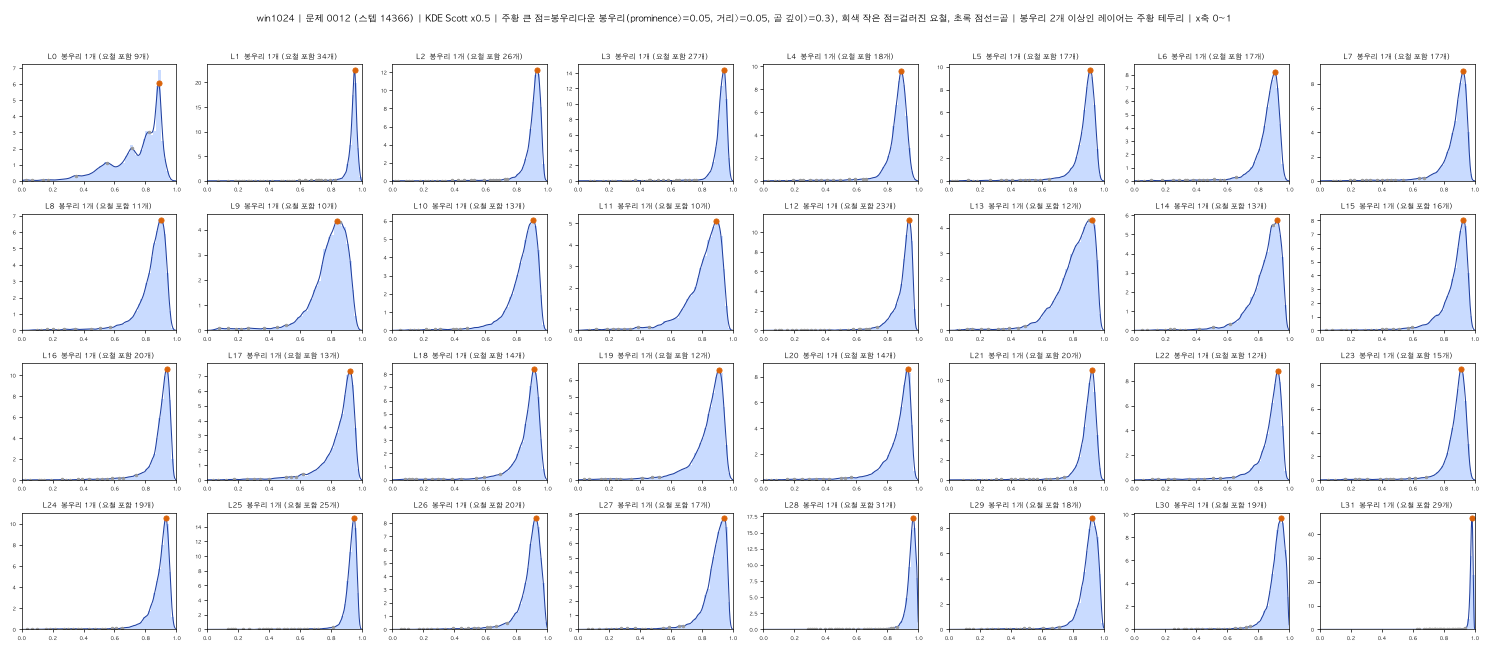 win1024 | 문제 0012 (스텝 14366) | KDE Scott x0.5 | 주황 큰 점=봉우리다운 봉우리(prominence>=0.05, 거리>=0.05, 골 깊이>=0.3), 회색 작은 점=걸러진 요철, 초록 점선=골 | 봉우리 2개 이상인 레이어는 주황 테두리 | x축 0~1
L0 봉우리 1개 (요철 포함 9개)
L1 봉우리 1개 (요철 포함 34개)
L2 봉우리 1개 (요철 포함 26개)
L3 봉우리 1개 (요철 포함 27개)
L4 봉우리 1개 (요철 포함 18개)
L5 봉우리 1개 (요철 포함 17개)
L6 봉우리 1개 (요철 포함 17개)
L7 봉우리 1개 (요철 포함 17개)
L8 봉우리 1개 (요철 포함 11개)
L9 봉우리 1개 (요철 포함 10개)
L10 봉우리 1개 (요철 포함 13개)
L11 봉우리 1개 (요철 포함 10개)
L12 봉우리 1개 (요철 포함 23개)
L13 봉우리 1개 (요철 포함 12개)
L14 봉우리 1개 (요철 포함 13개)
L15 봉우리 1개 (요철 포함 16개)
L16 봉우리 1개 (요철 포함 20개)
L17 봉우리 1개 (요철 포함 13개)
L18 봉우리 1개 (요철 포함 14개)
L19 봉우리 1개 (요철 포함 12개)
L20 봉우리 1개 (요철 포함 14개)
L21 봉우리 1개 (요철 포함 20개)
L22 봉우리 1개 (요철 포함 12개)
L23 봉우리 1개 (요철 포함 15개)
L24 봉우리 1개 (요철 포함 19개)
L25 봉우리 1개 (요철 포함 25개)
L26 봉우리 1개 (요철 포함 20개)
L27 봉우리 1개 (요철 포함 17개)
L28 봉우리 1개 (요철 포함 31개)
L29 봉우리 1개 (요철 포함 18개)
L30 봉우리 1개 (요철 포함 19개)
L31 봉우리 1개 (요철 포함 29개)